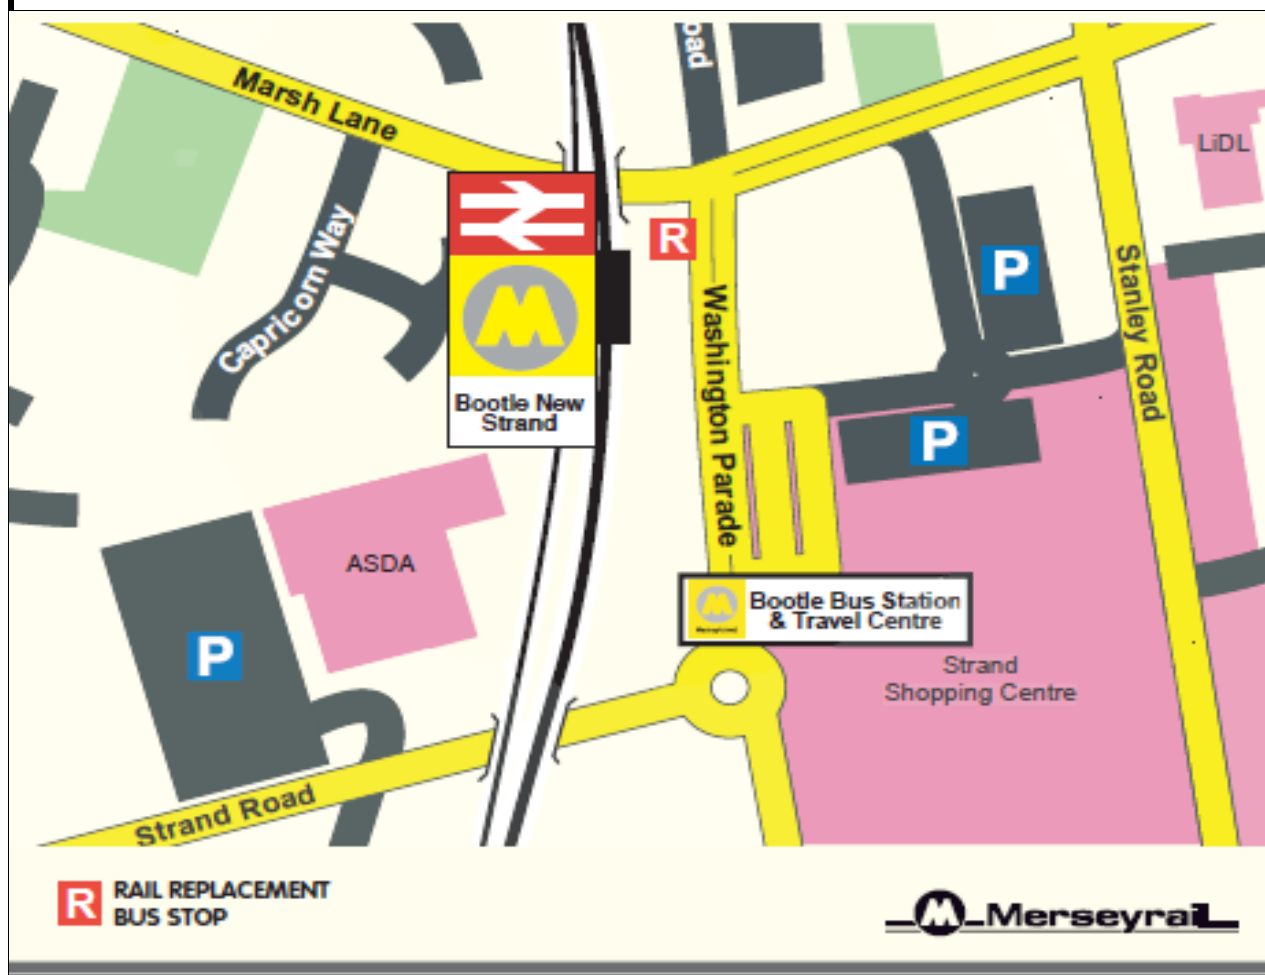 oad
Marsh Lane
LiDL
Capricorn Way
R
P
Stanley Road
Washington Parade
M
Bootle New
Strand
P
ASDA
M
Bootle Bus Station
& Travel Centre
P
Strand
Shopping Centre
Strand Road
R
RAIL REPLACEMENT
BUS STOP
M
Merseyrail